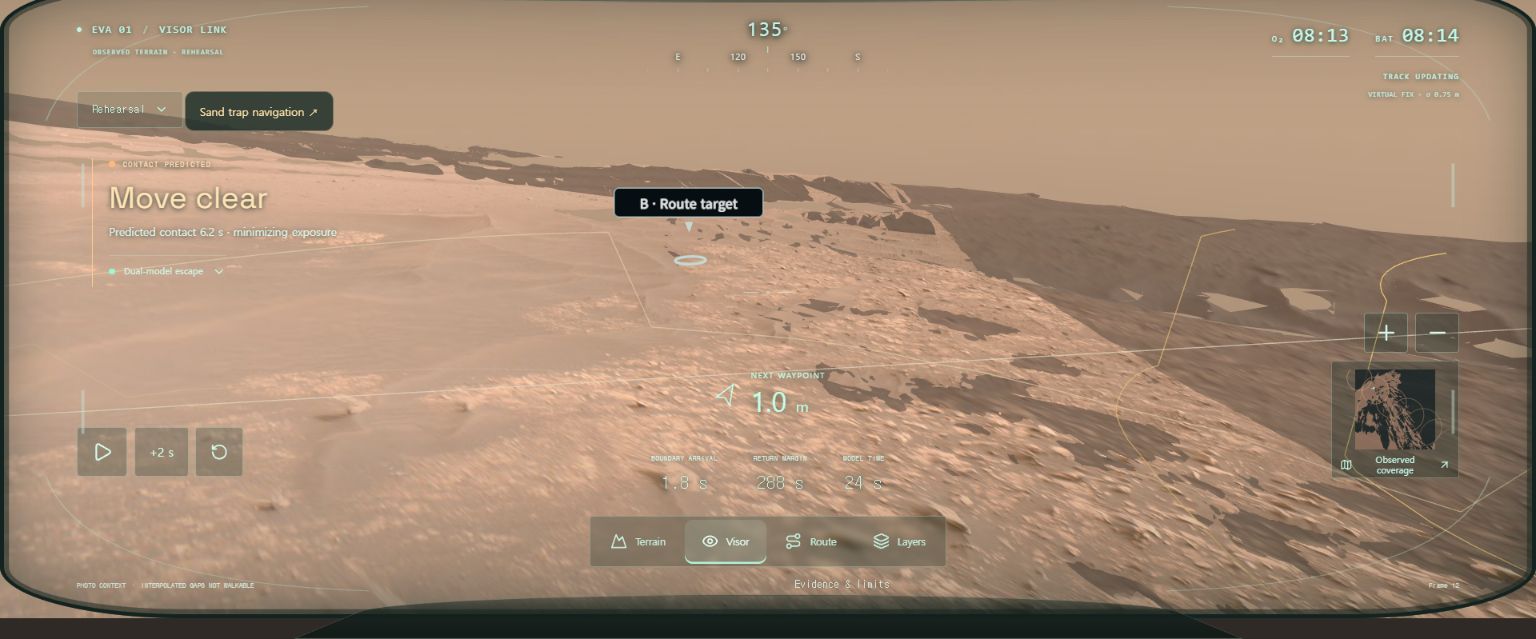 EVA 01 / VISOR LINK
OBSERVED TERRAIN · REHEARSAL
135°
E 120 150 S
O₂ 08:13 BAT 08:14
TRACK UPDATING
VIRTUAL FIX · σ 0.75 m
Rehearsal
Sand trap navigation ↗
CONTACT PREDICTED
Move clear
Predicted contact 6.2 s · minimizing exposure
Dual-model escape
B · Route target
+
−
NEXT WAYPOINT
1.0 m
BOUNDARY ARRIVAL RETURN MARGIN MODEL TIME
1.8 s 288 s 24 s
+2 s
Observed
coverage
Terrain Visor Route Layers
PHOTO CONTEXT · INTERPOLATED GAPS NOT WALKABLE
Evidence & limits
Frame 12